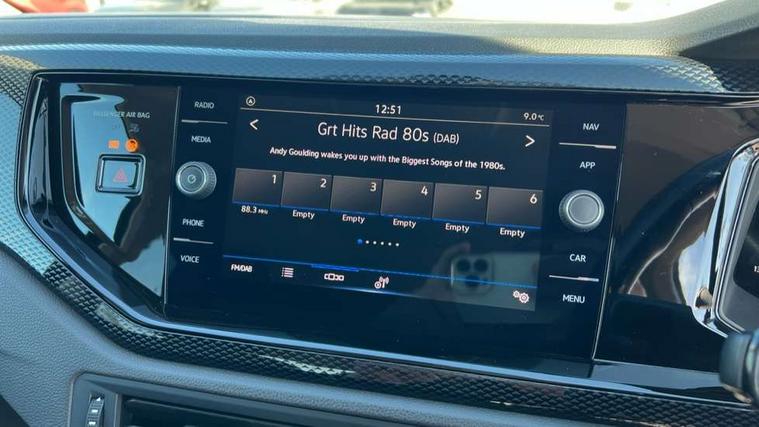 PASSENGER AIR BAG
RADIO
MEDIA
PHONE
VOICE
A
12:51
9.0°C
Grt Hits Rad 80s (DAB)
Andy Goulding wakes you up with the Biggest Songs of the 1980s.
1 2 3 4 5 6
88.3 MHz Empty Empty Empty Empty Empty
FM/DAB
NAV
APP
CAR
MENU